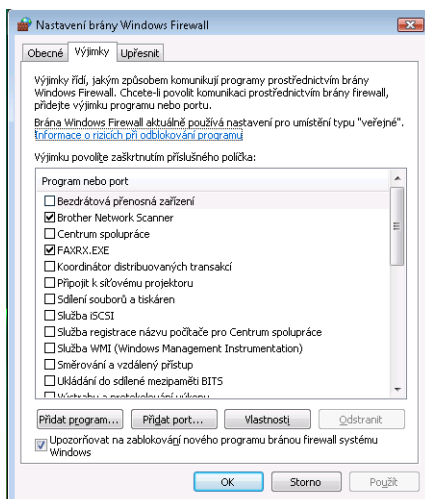 Nastavení brány Windows Firewall
Obecné Výjimky Upřesnit
Výjimky řídí, jakým způsobem komunikují programy prostřednictvím brány
Windows Firewall. Chcete-li povolit komunikaci prostřednictvím brány firewall,
přidejte výjimku programu nebo portu.
Brána Windows Firewall aktuálně používá nastavení pro umístění typu "veřejné".
Informace o rizicích při odblokování programu
Výjimku povolíte zaškrtnutím příslušného políčka:
Program nebo port
Bezdrátová přenosná zařízení
Brother Network Scanner
Centrum spolupráce
FAXRX.EXE
Koordinátor distribuovaných transakcí
Připojit k síťovému projektoru
Sdílení souborů a tiskáren
Služba iSCSI
Služba registrace názvu počítače pro Centrum spolupráce
Služba WMI (Windows Management Instrumentation)
Směrování a vzdálený přístup
Ukládání do sdílené mezipaměti BITS
Výstrahy a protokolování výkonu
Přidat program... Přidat port... Vlastnosti Odstranit
Upozorňovat na zablokování nového programu bránou firewall systému
Windows
OK Storno Použít